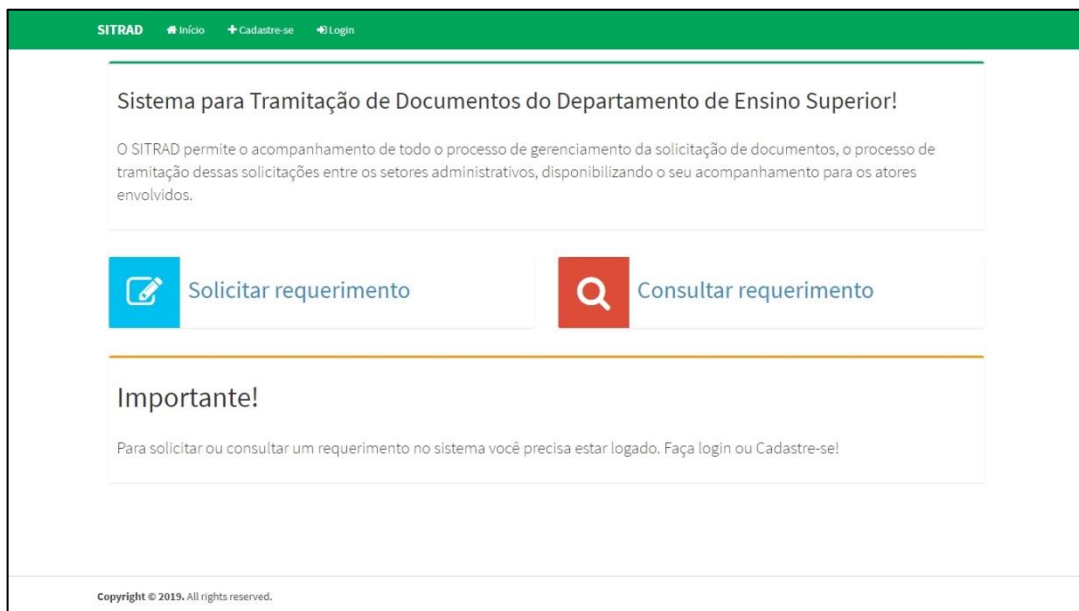 SITRAD Início Cadastre-se Login
Sistema para Tramitação de Documentos do Departamento de Ensino Superior!
O SITRAD permite o acompanhamento de todo o processo de gerenciamento da solicitação de documentos, o processo de
tramitação dessas solicitações entre os setores administrativos, disponibilizando o seu acompanhamento para os atores
envolvidos.
Solicitar requerimento Consultar requerimento
Importante!
Para solicitar ou consultar um requerimento no sistema você precisa estar logado. Faça login ou Cadastre-se!
Copyright © 2019. All rights reserved.